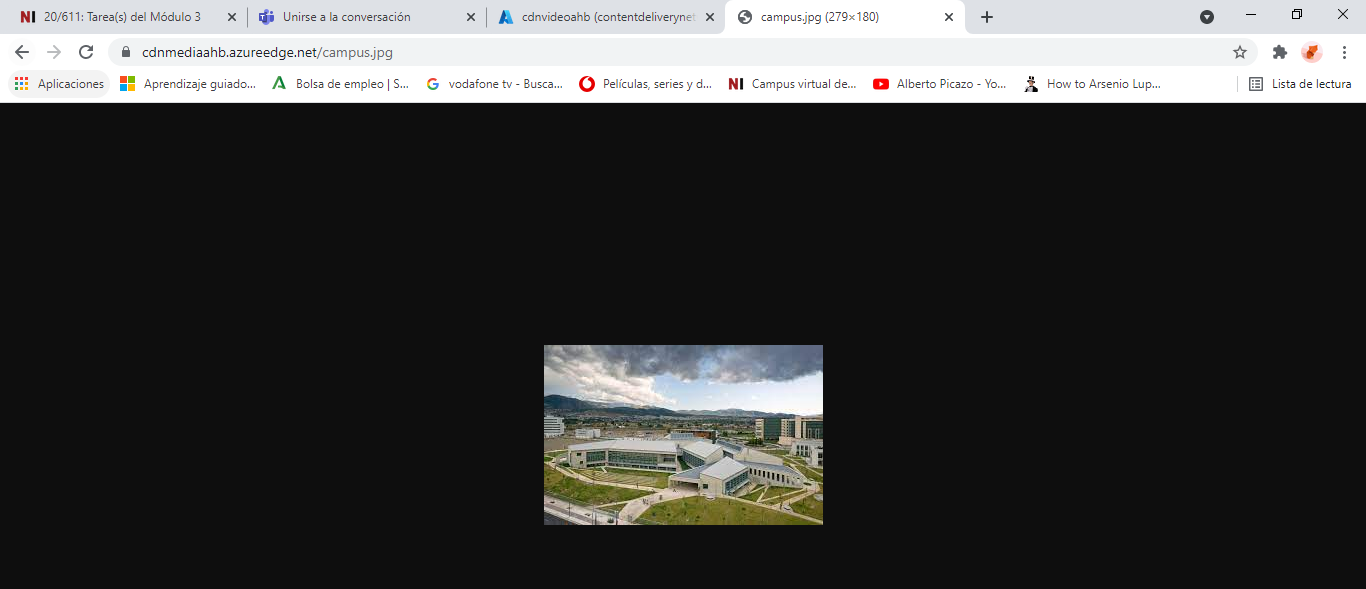 NI 20/611: Tarea(s) del Módulo 3
Unirse a la conversación
cdnvideoahb (contentdeliverynet
campus.jpg (279×180)
cdnmediaahb.azureedge.net/campus.jpg
Aplicaciones
Aprendizaje guiado...
Bolsa de empleo | S...
vodafone tv - Busca...
Películas, series y d...
NI Campus virtual de...
Alberto Picazo - Yo...
How to Arsenio Lup...
Lista de lectura